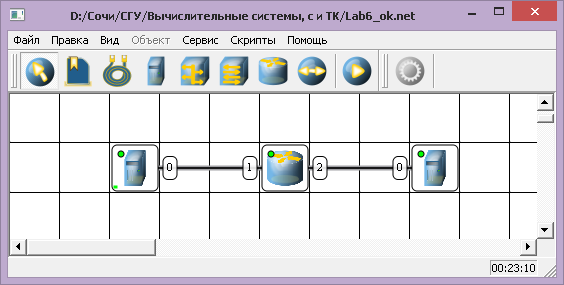 D:/Сочи/СГУ/Вычислительные системы, с и ТК/Lab6_ok.net
Файл Правка Вид Объект Сервис Скрипты Помощь
0 1 2 0
00:23:10